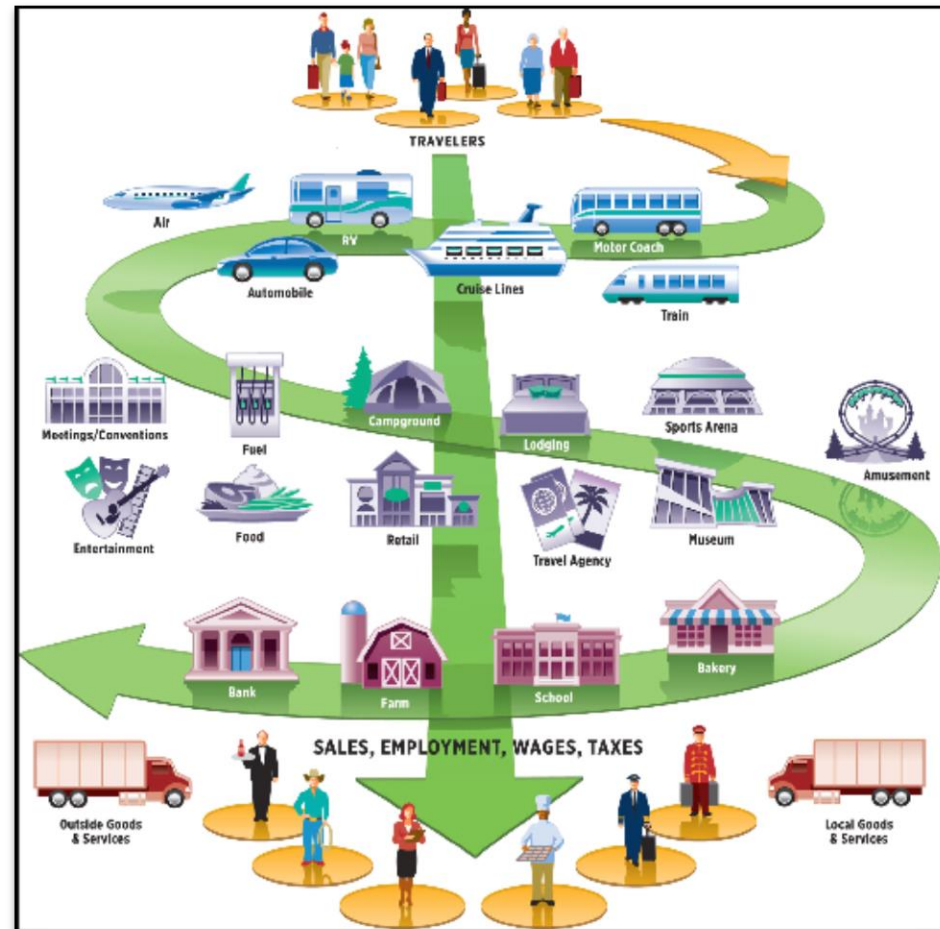 TRAVELERS
Air
RV
Motor Coach
Automobile
Cruise Lines
Train
Meetings/Conventions
Fuel
Campground
Lodging
Sports Arena
Amusement
Entertainment
Food
Retail
Travel Agency
Museum
Bank
Farm
School
Bakery
SALES, EMPLOYMENT, WAGES, TAXES
Outside Goods
& Services
Local Goods
& Services